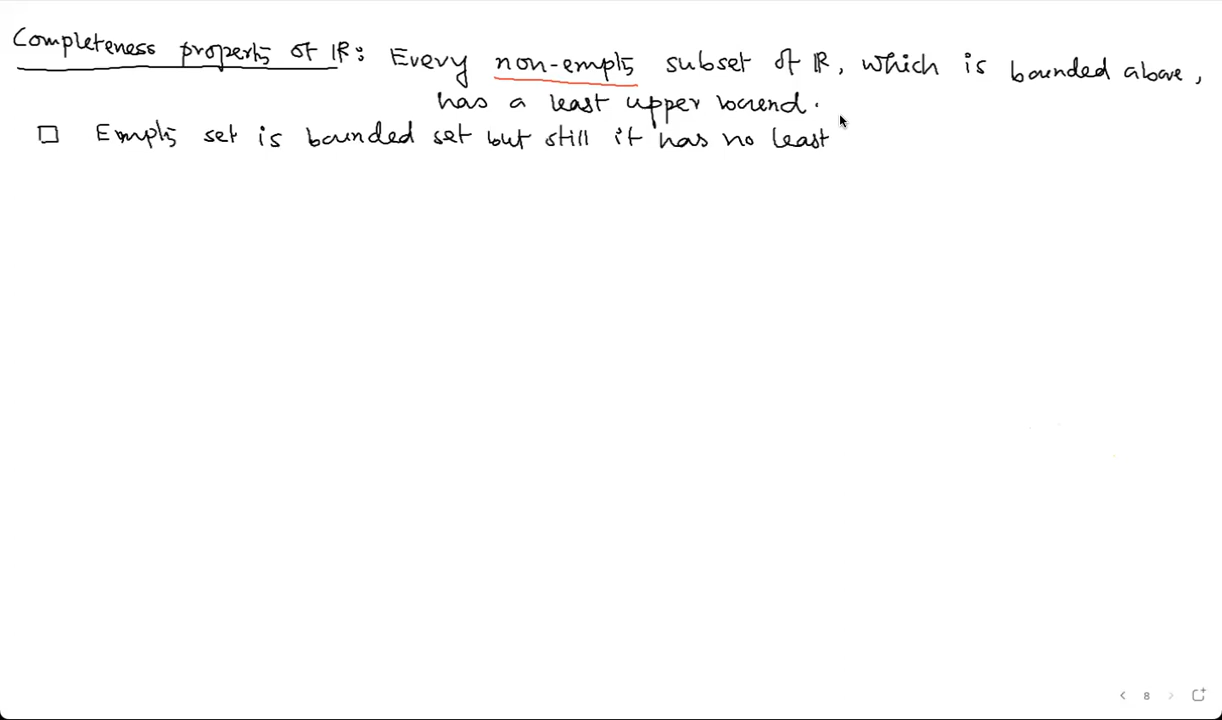 Completeness property of ℝ: Every non-empty subset of ℝ, which is bounded above,
has a least upper bound.
□ Empty set is bounded set but still it has no least
< 8 >